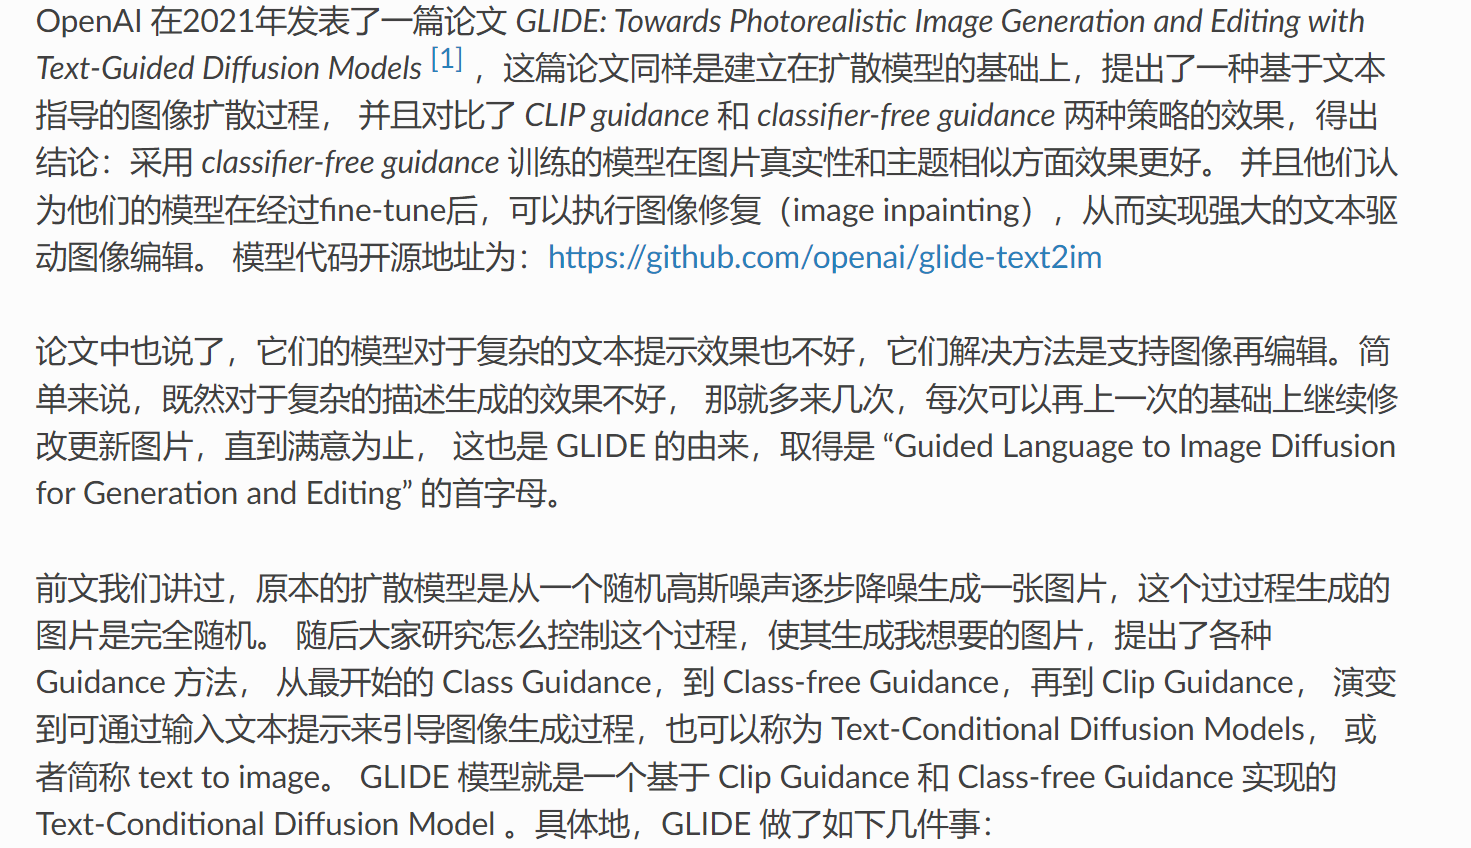 OpenAI 在2021年发表了一篇论文 GLIDE: Towards Photorealistic Image Generation and Editing with
Text-Guided Diffusion Models [1] ，这篇论文同样是建立在扩散模型的基础上，提出了一种基于文本
指导的图像扩散过程， 并且对比了 CLIP guidance 和 classifier-free guidance 两种策略的效果，得出
结论：采用 classifier-free guidance 训练的模型在图片真实性和主题相似方面效果更好。 并且他们认
为他们的模型在经过fine-tune后，可以执行图像修复（image inpainting），从而实现强大的文本驱
动图像编辑。 模型代码开源地址为：https://github.com/openai/glide-text2im
论文中也说了，它们的模型对于复杂的文本提示效果也不好，它们解决方法是支持图像再编辑。简
单来说，既然对于复杂的描述生成的效果不好， 那就多来几次，每次可以再上一次的基础上继续修
改更新图片，直到满意为止， 这也是 GLIDE 的由来，取得是 “Guided Language to Image Diffusion
for Generation and Editing” 的首字母。
前文我们讲过，原本的扩散模型是从一个随机高斯噪声逐步降噪生成一张图片，这个过过程生成的
图片是完全随机。 随后大家研究怎么控制这个过程，使其生成我想要的图片，提出了各种
Guidance 方法， 从最开始的 Class Guidance，到 Class-free Guidance，再到 Clip Guidance， 演变
到可通过输入文本提示来引导图像生成过程，也可以称为 Text-Conditional Diffusion Models， 或
者简称 text to image。 GLIDE 模型就是一个基于 Clip Guidance 和 Class-free Guidance 实现的
Text-Conditional Diffusion Model 。具体地，GLIDE 做了如下几件事：